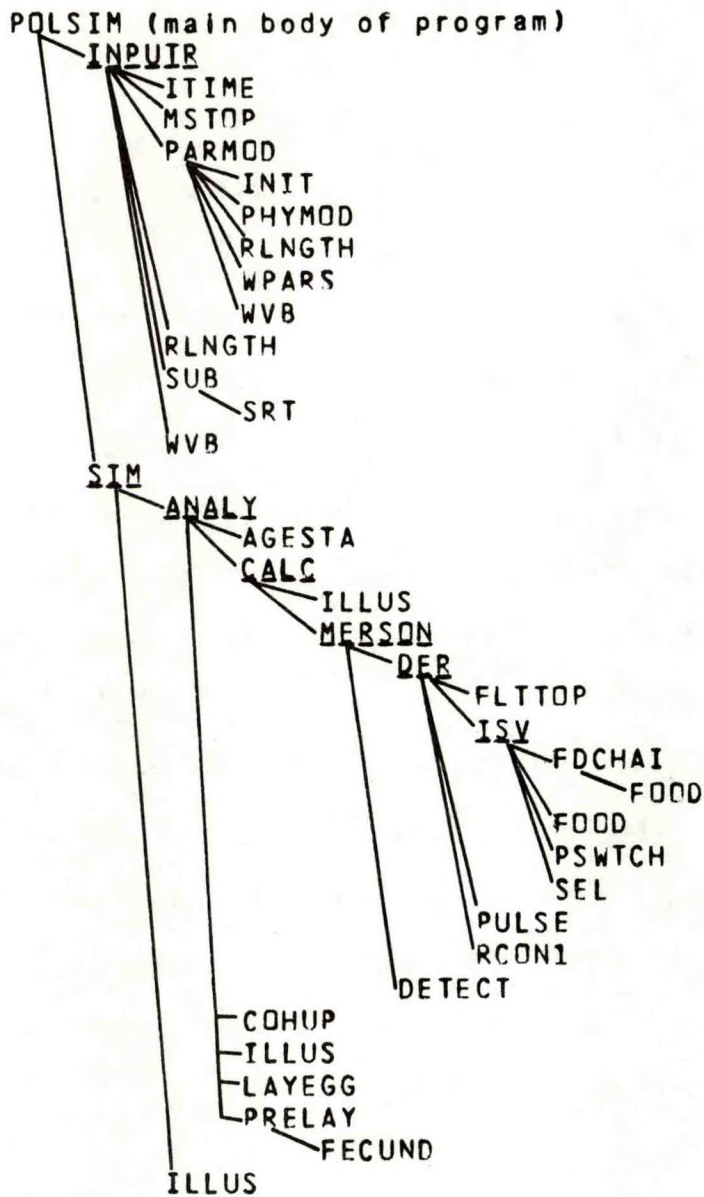 POLSIM (main body of program)
INPUTR
ITIME
MSTOP
PARMOD
INIT
PHYMOD
RLNGTH
WPARS
WVB
RLNGTH
SUB
SRT
WVB
SIM
ANALY
AGESTA
CALC
ILLUS
MERSON
DER
FLTTOP
ISV
FDCHAI
FOOD
FOOD
PSWTCH
SEL
PULSE
RCON1
DETECT
COHUP
ILLUS
LAYEGG
PRELAY
FECUND
ILLUS